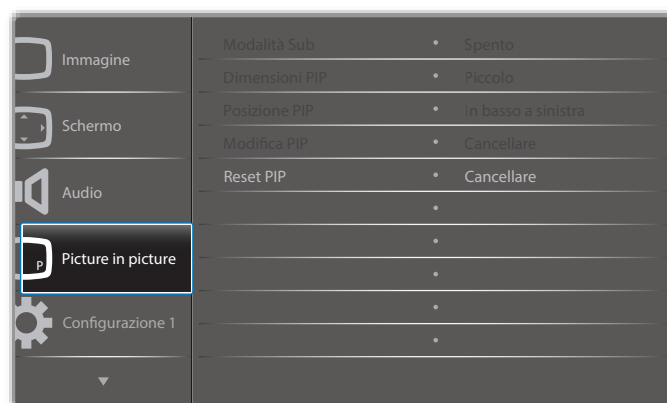 Immagine
Schermo
Audio
P
Picture in picture
Configurazione 1
Modalità Sub • Spento
Dimensioni PIP • Piccolo
Posizione PIP • In basso a sinistra
Modifica PIP • Cancellare
Reset PIP • Cancellare
•
•
•
•
•